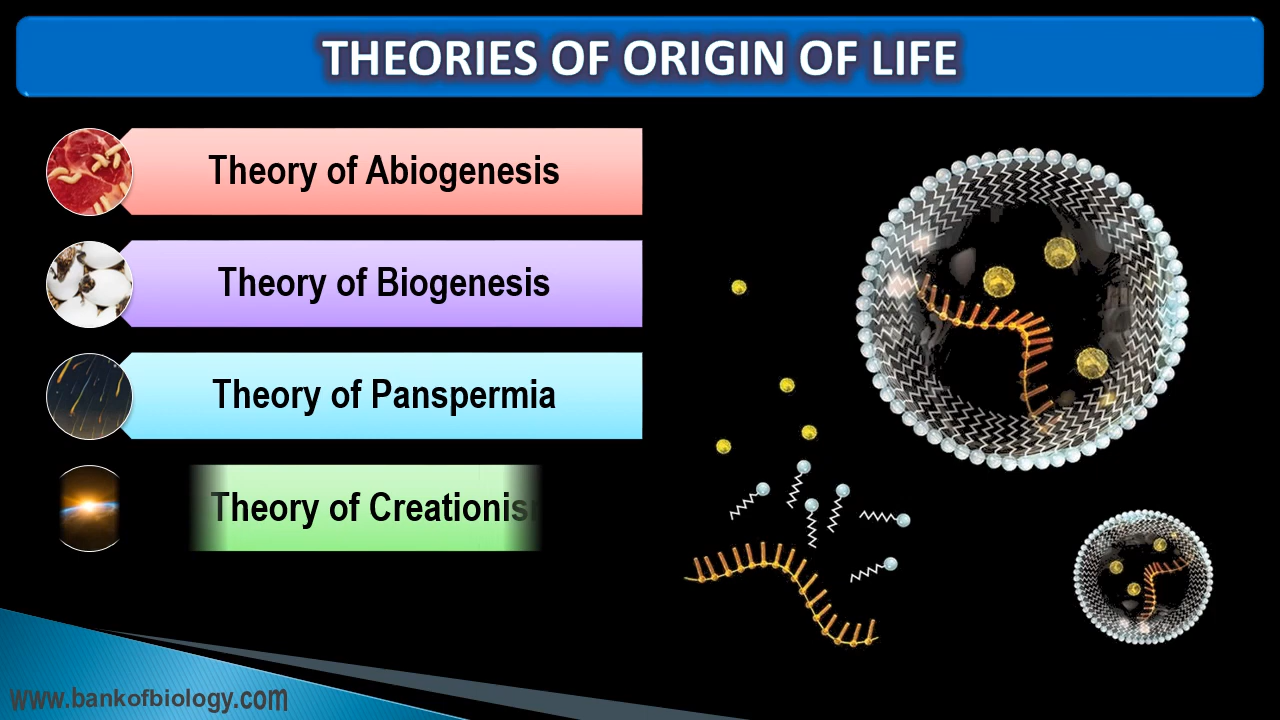 THEORIES OF ORIGIN OF LIFE
Theory of Abiogenesis
Theory of Biogenesis
Theory of Panspermia
Theory of Creationis
www.bankofbiology.com